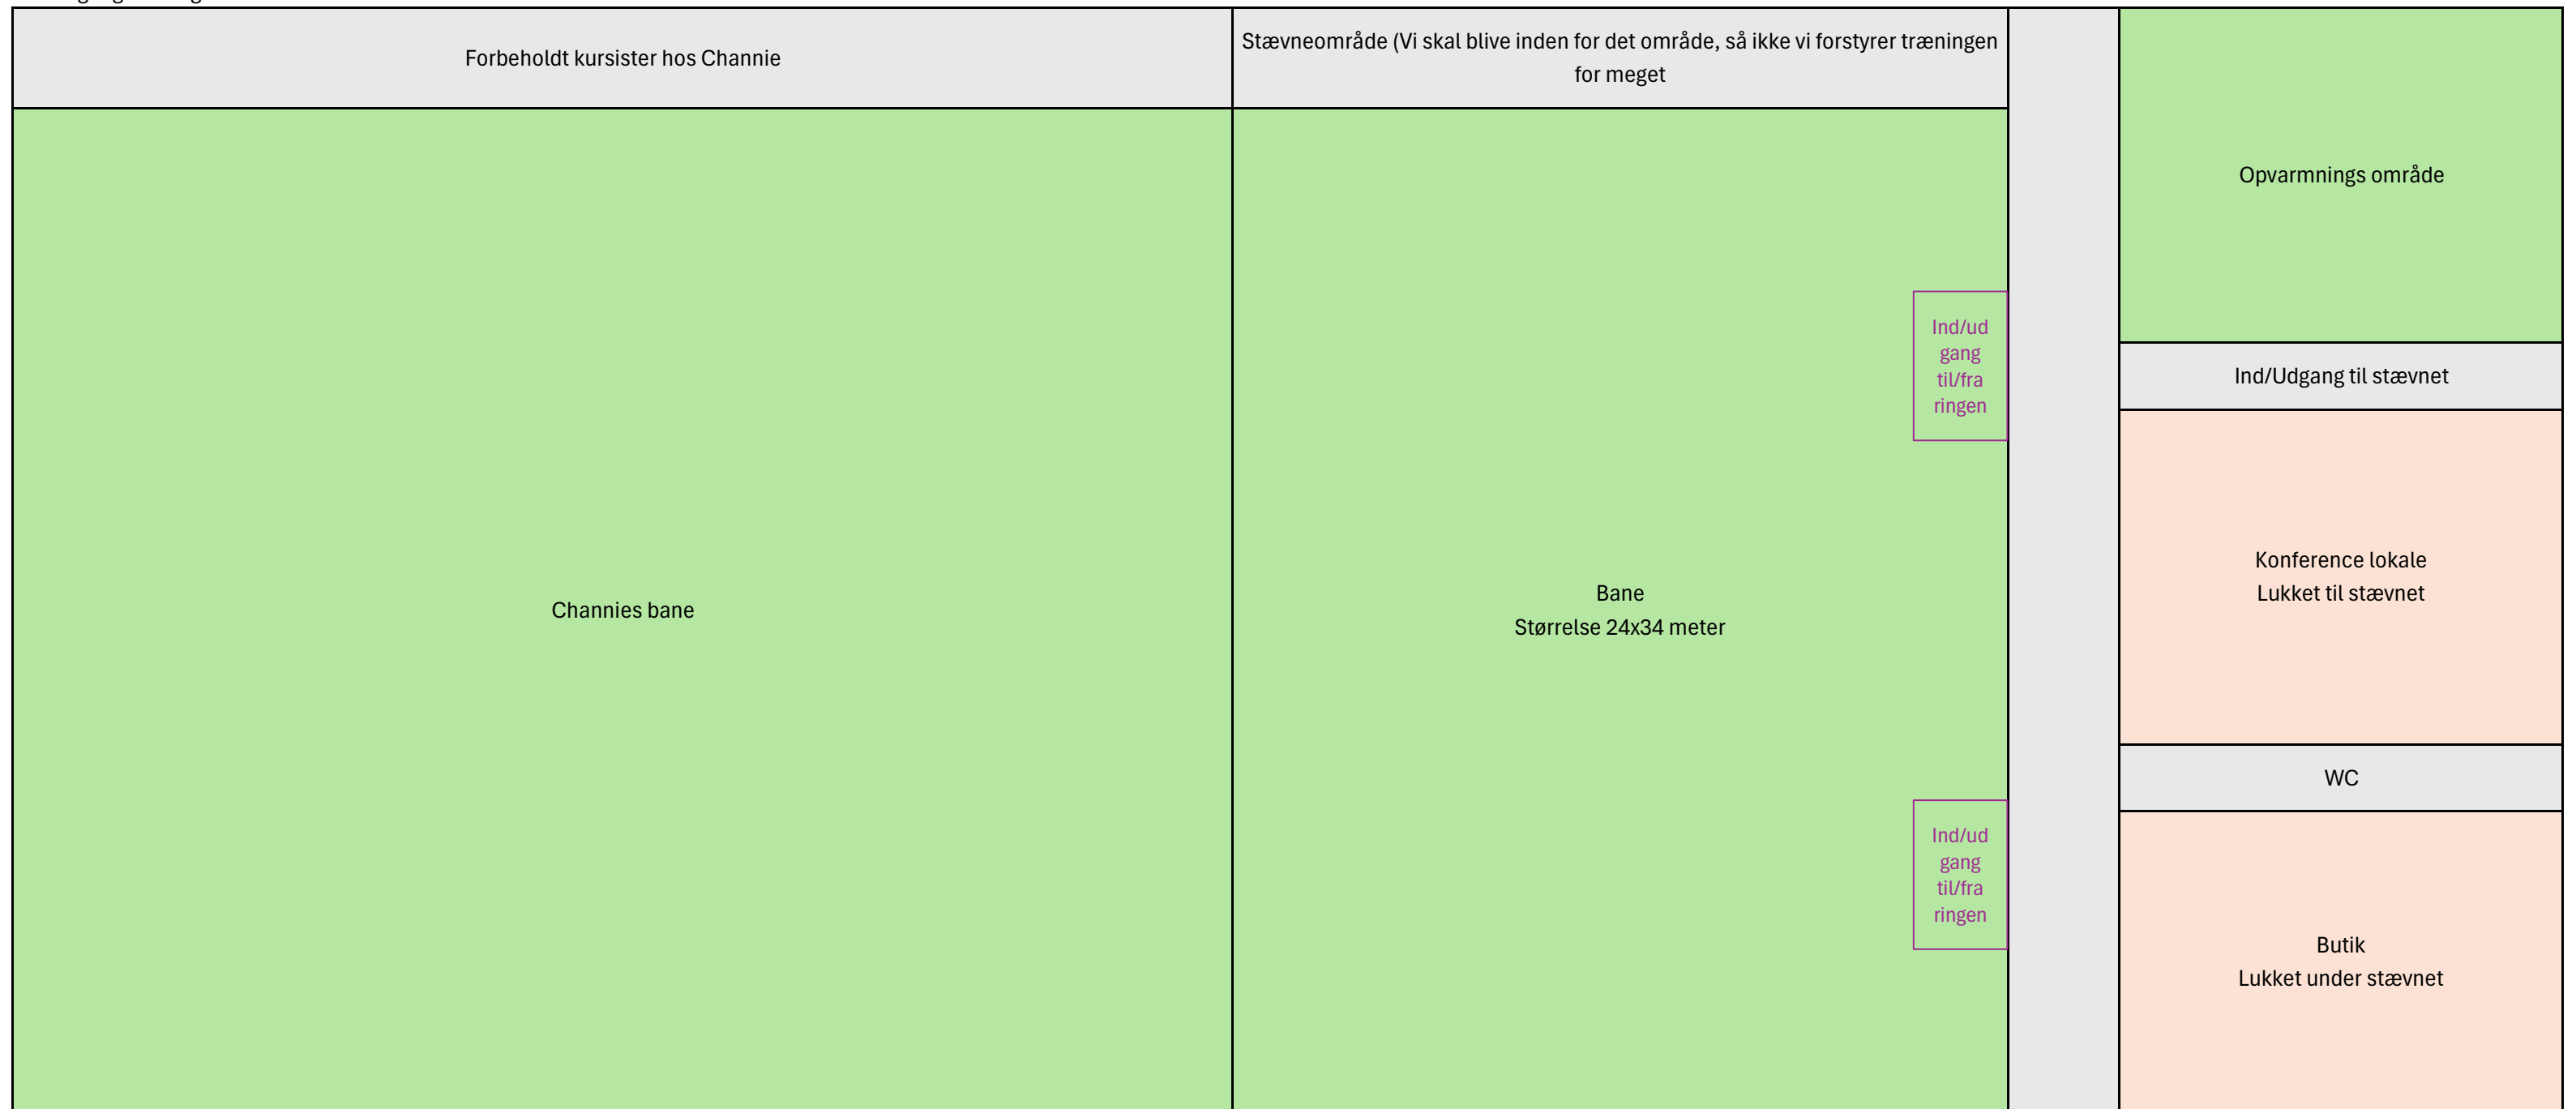 Forbeholdt kursister hos Channie
Stævneområde (Vi skal blive inden for det område, så ikke vi forstyrer træningen
for meget
Opvarmnings område
Ind/ud
gang
til/fra
ringen
Ind/Udgang til stævnet
Channies bane
Bane
Størrelse 24x34 meter
Konference lokale
Lukket til stævnet
WC
Ind/ud
gang
til/fra
ringen
Butik
Lukket under stævnet